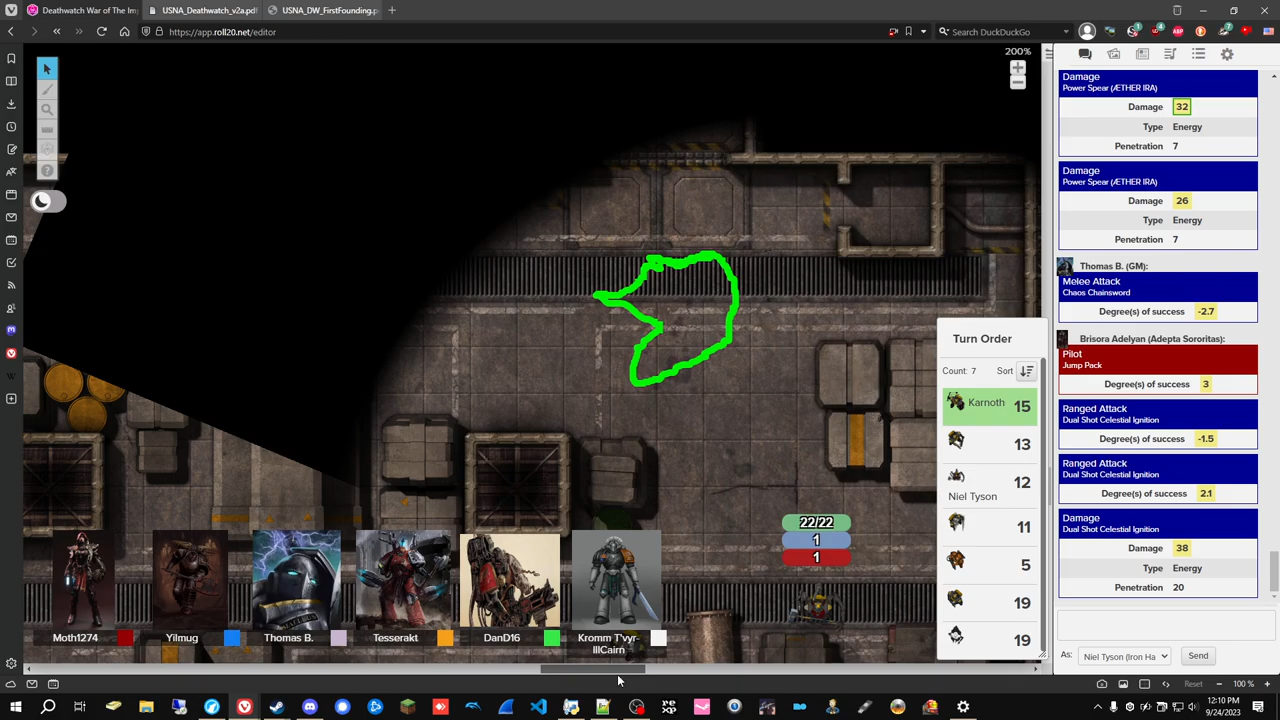 Deathwatch War of The Imp
USNA_Deathwatch_v2a.pdf
USNA_DW_FirstFounding.p
https://app.roll20.net/editor
Search DuckDuckGo
200%
Damage
Power Spear (ÆTHER IRA)
Damage 32
Type Energy
Penetration 7
Damage
Power Spear (ÆTHER IRA)
Damage 26
Type Energy
Penetration 7
Thomas B. (GM):
Melee Attack
Chaos Chainsword
Degree(s) of success -2.7
Brisora Adelyan (Adepta Sororitas):
Pilot
Jump Pack
Degree(s) of success 3
Ranged Attack
Dual Shot Celestial Ignition
Degree(s) of success -1.5
Ranged Attack
Dual Shot Celestial Ignition
Degree(s) of success 2.1
Damage
Dual Shot Celestial Ignition
Damage 38
Type Energy
Penetration 20
As: Niel Tyson (Iron Ha
Send
Turn Order
Count: 7 Sort
Karnoth 15
13
12
Niel Tyson
11
5
19
19
22/22
1
1
Moth1274
Yilmug
Thomas B.
Tesserakt
DanD16
Kromm T'vyr-
IllCairn
Reset
100 %
12:10 PM
9/24/2023